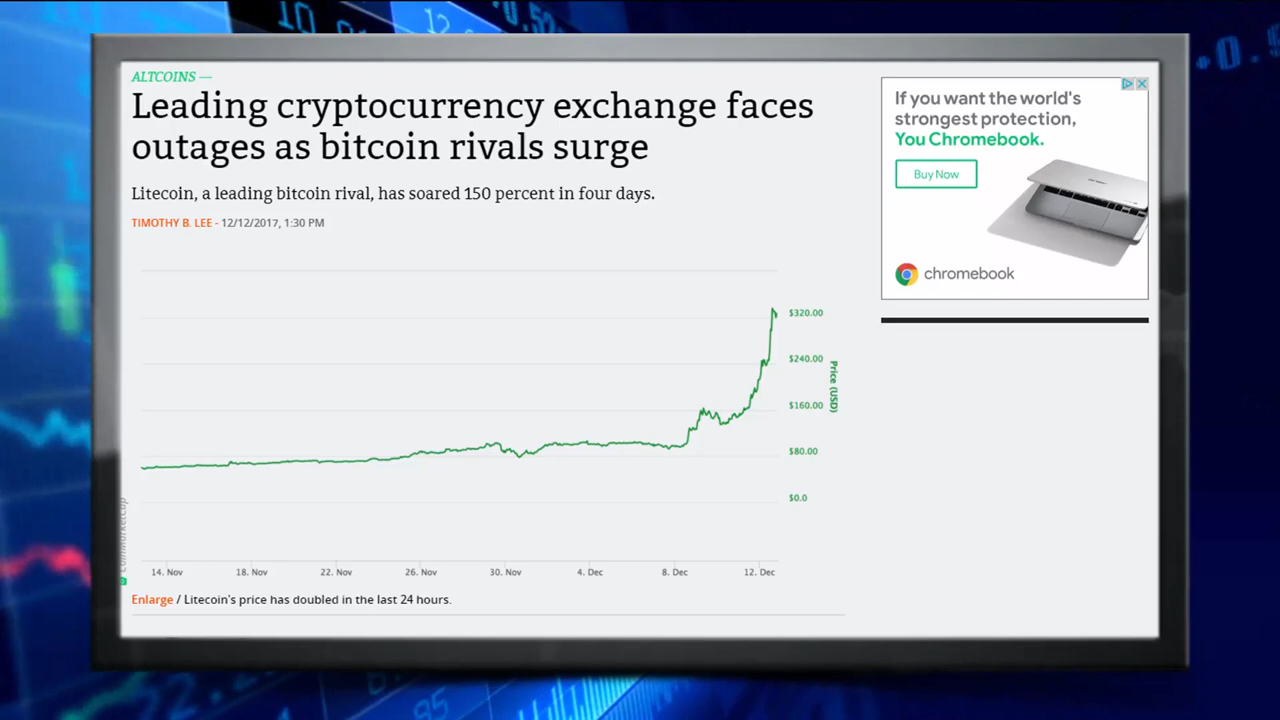 ALTCOINS —
Leading cryptocurrency exchange faces
outages as bitcoin rivals surge
Litecoin, a leading bitcoin rival, has soared 150 percent in four days.
TIMOTHY B. LEE - 12/12/2017, 1:30 PM
$320.00
$240.00
$160.00
$80.00
$0.0
Price (USD)
14. Nov
18. Nov
22. Nov
26. Nov
30. Nov
4. Dec
8. Dec
12. Dec
Enlarge / Litecoin's price has doubled in the last 24 hours.
If you want the world's
strongest protection,
You Chromebook.
Buy Now
chromebook